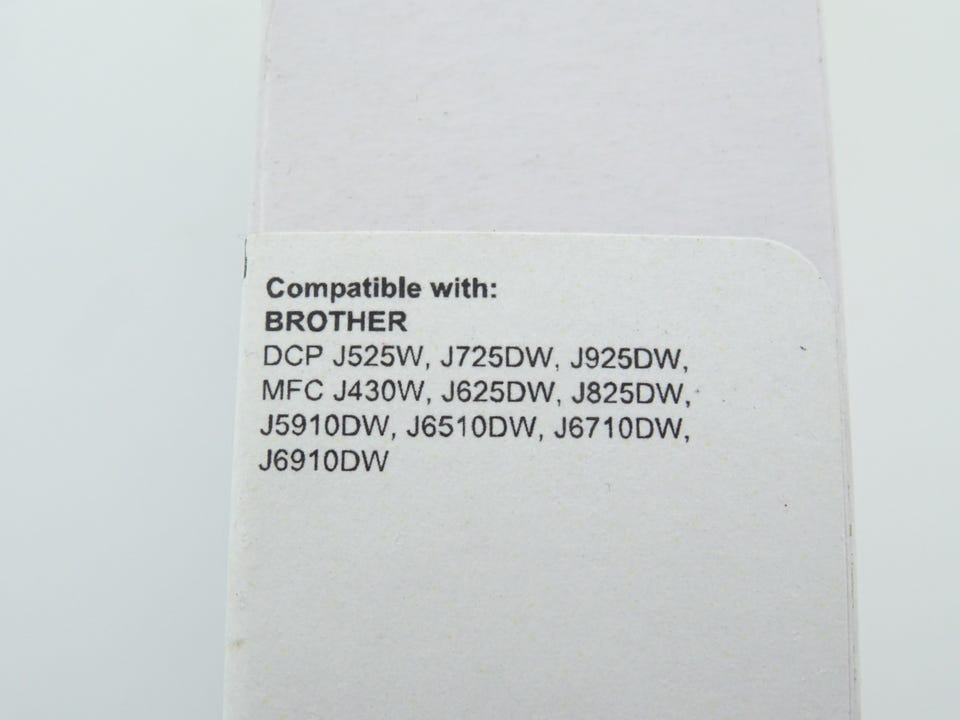 Compatible with:
BROTHER
DCP J525W, J725DW, J925DW,
MFC J430W, J625DW, J825DW,
J5910DW, J6510DW, J6710DW,
J6910DW